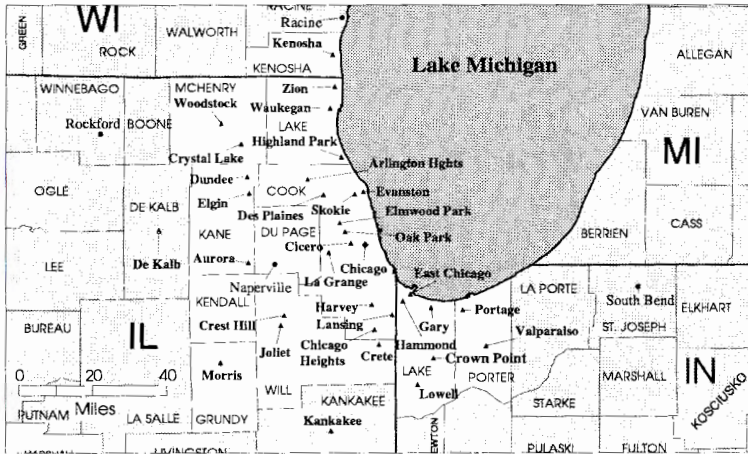 RACINE
GREEN
WI
WALWORTH
Racine
ROCK
Kenosha
Lake Michigan
ALLEGAN
KENOSHA
WINNEBAGO
MCHENRY
Zion
Woodstock
Waukegan
VAN BUREN
Rockford
BOONE
LAKE
Highland Park
MI
Crystal Lake
Arlington Hghts
Dundee
OGLE
COOK
Evanston
Elgin
DE KALB
Des Plaines
Skokie
Elmwood Park
CASS
KANE
DU PAGE
Oak Park
BERRIEN
Cicero
LEE
De Kalb
Aurora
Chicago
East Chicago
La Grange
Naperville
LA PORTE
South Bend
KENDALL
Harvey
Portage
ELKHART
BUREAU
IL
Crest Hill
Lansing
Gary
ST. JOSEPH
Joliet
Chicago
Heights
Hammond
Valparaiso
Crete
Crown Point
Morris
LAKE
PORTER
MARSHALL
IN
0 20 40
Miles
WILL
Lowell
STARKE
KOSCIUSKO
PUTNAM
LA SALLE
GRUNDY
KANKAKEE
Kankakee
EWTON
LIVINGSTON
PULASKI
FULTON